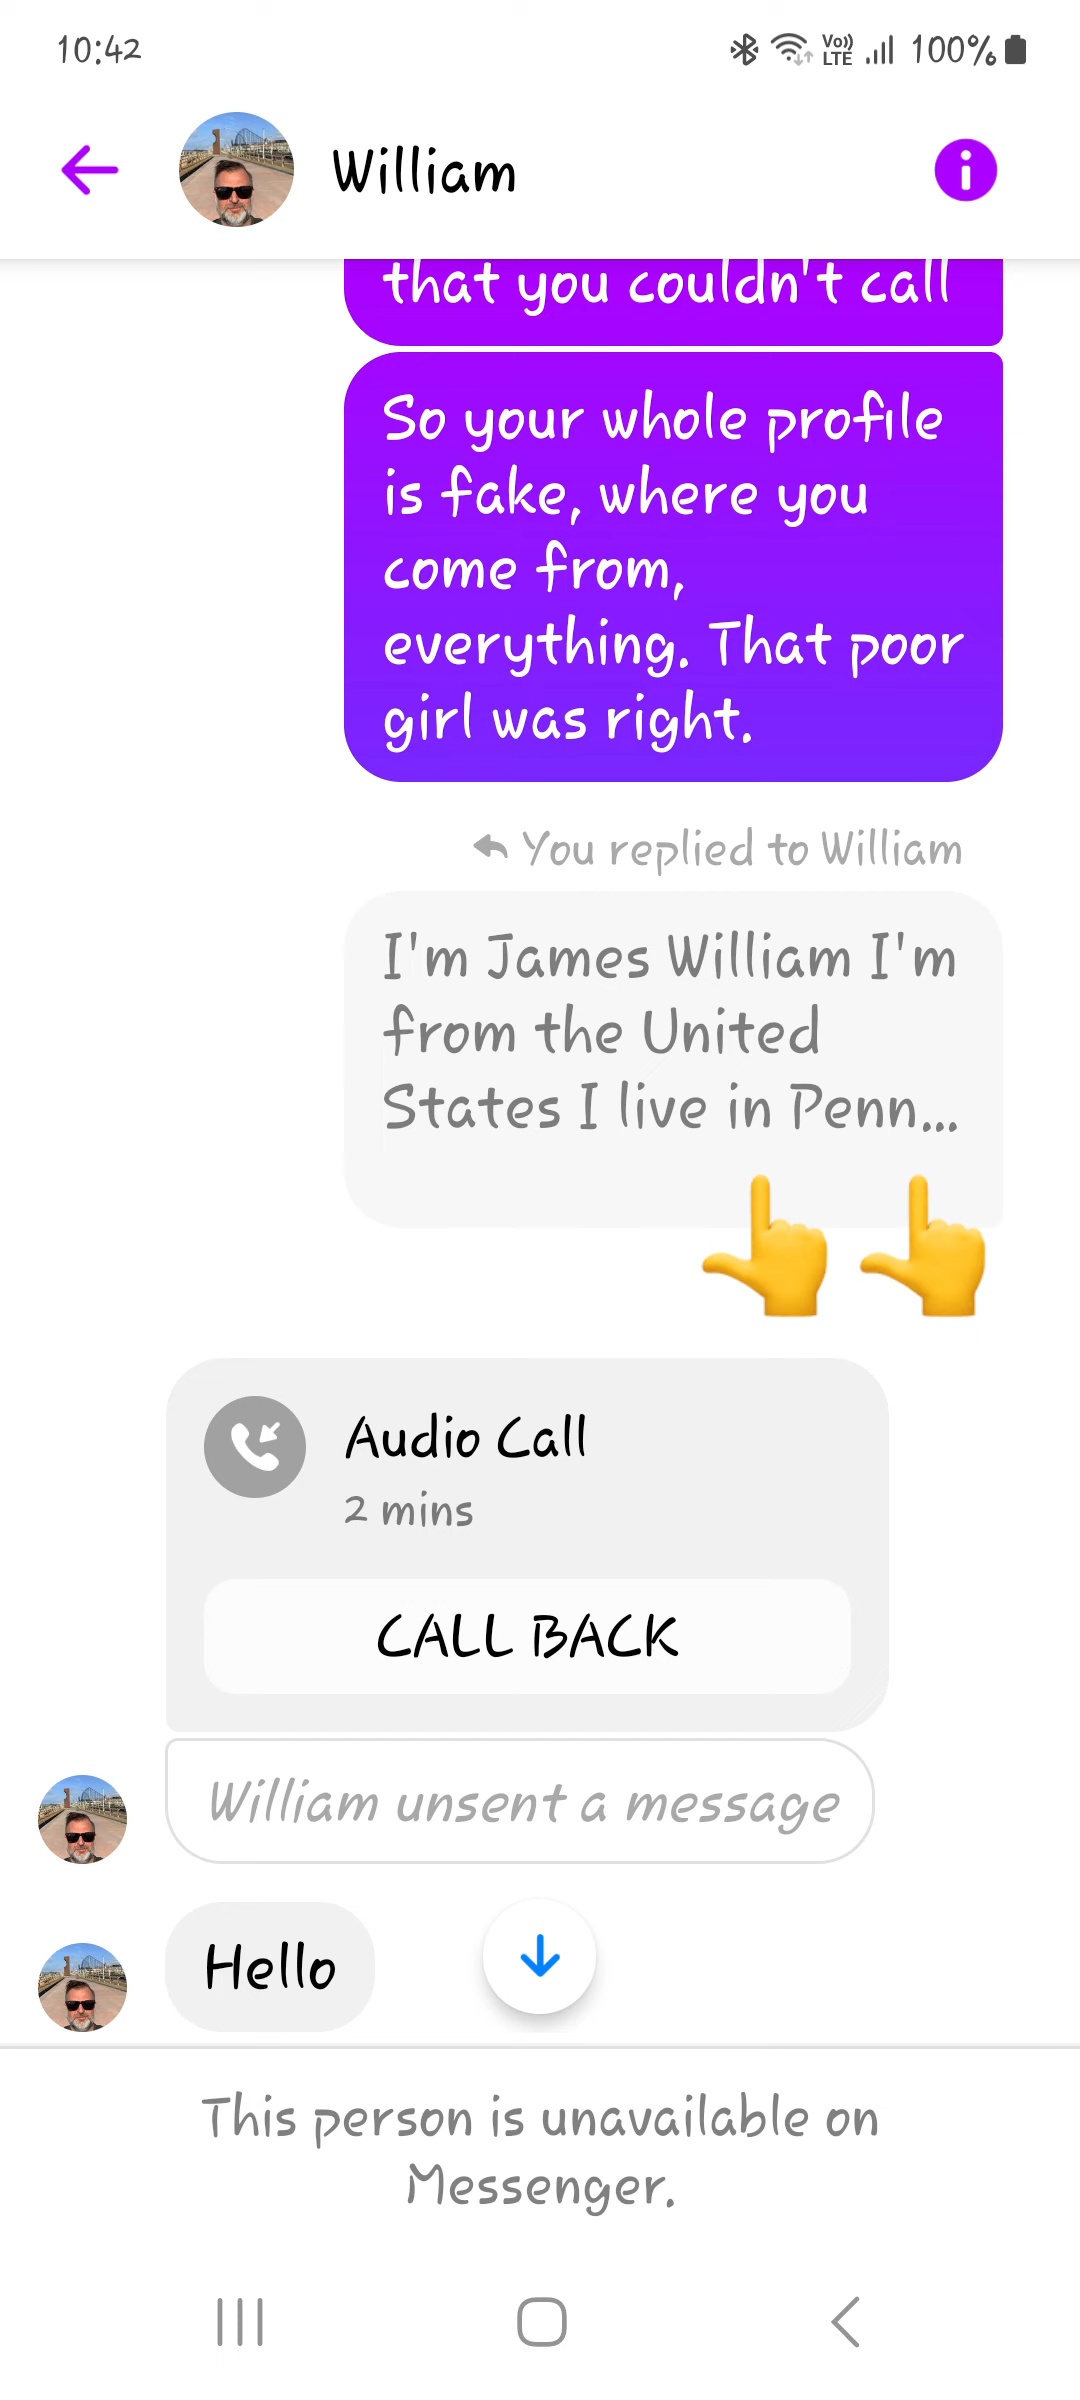 10:42
Vo)) LTE 100%
William
that you couldn't call
So your whole profile
is fake, where you
come from,
everything. That poor
girl was right.
You replied to William
I'm James William I'm
from the United
States I live in Penn...
Audio Call
2 mins
CALL BACK
William unsent a message
Hello
This person is unavailable on
Messenger.